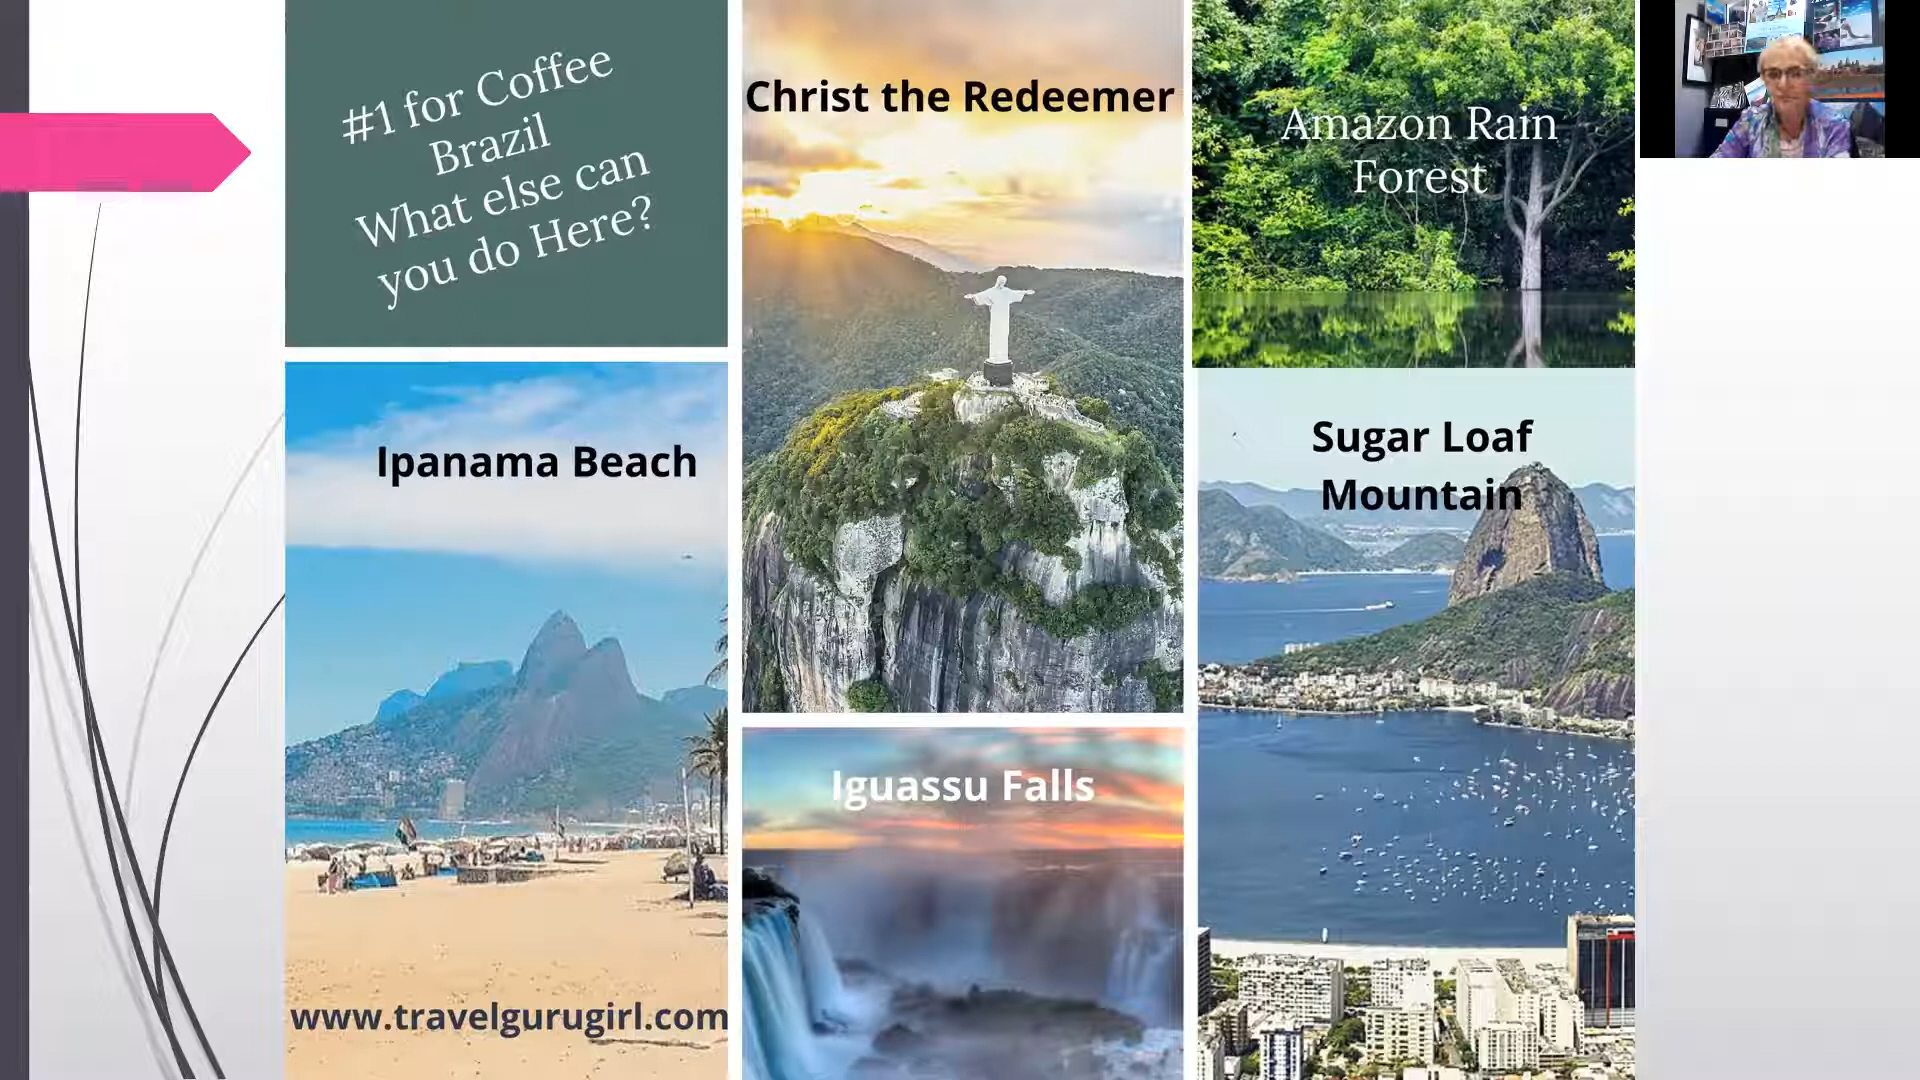 #1 for Coffee
Brazil
What else can
you do Here?
Christ the Redeemer
Amazon Rain
Forest
Ipanama Beach
Sugar Loaf
Mountain
Iguassu Falls
www.travelgurugirl.com